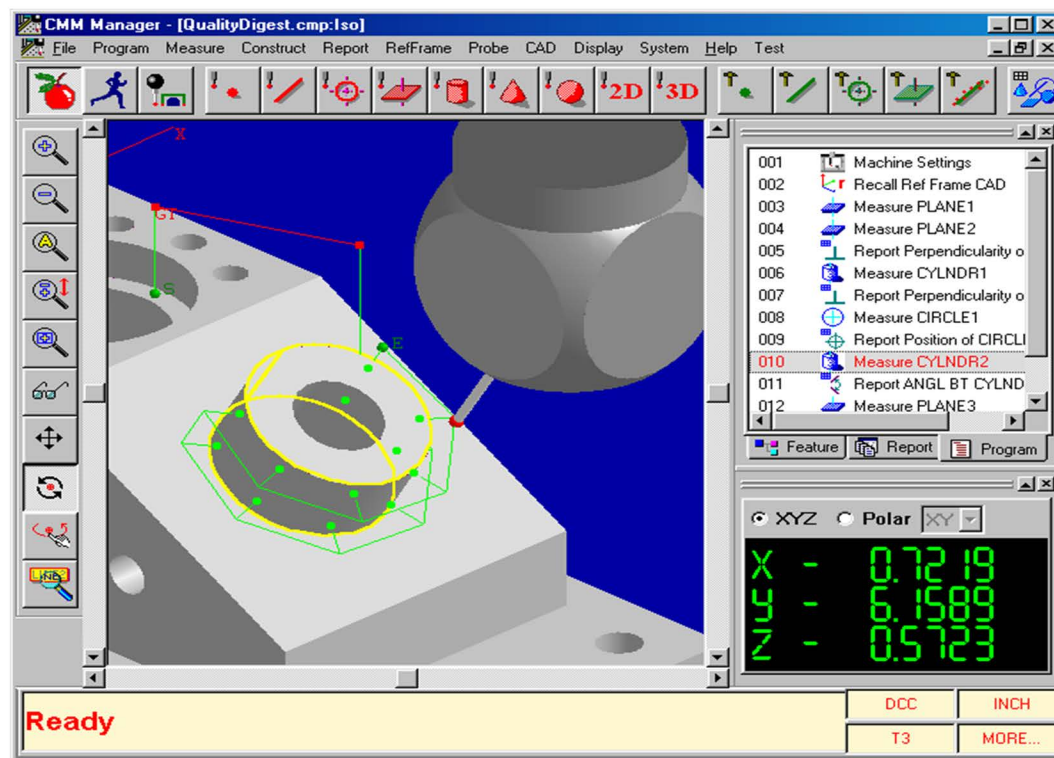 CMM Manager - [QualityDigest.cmp:Iso]
File Program Measure Construct Report RefFrame Probe CAD Display System Help Test
2D 3D
X
GT
S
E
A
LINE
001 Machine Settings
002 Recall Ref Frame CAD
003 Measure PLANE1
004 Measure PLANE2
005 Report Perpendicularity o
006 Measure CYLNDR1
007 Report Perpendicularity o
008 Measure CIRCLE1
009 Report Position of CIRCLI
010 Measure CYLNDR2
011 Report ANGL BT CYLND
012 Measure PLANE3
Feature Report Program
XYZ Polar XY
X - 0.7219
Y - 6.1589
Z - 0.5723
Ready
DCC INCH
T3 MORE...